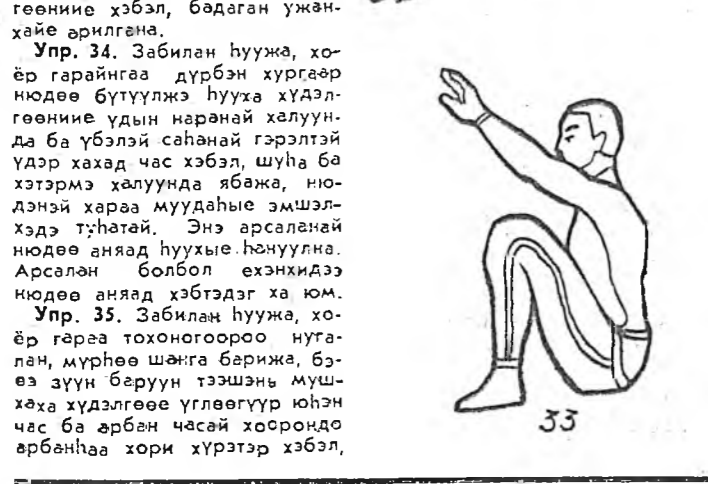 гөөниие хэбэл, бадаган ужан-
хайе арилгана.
Упр. 34. Забилан һуужа, хо-
ёр гарайнгаа дүрбэн хургаар
нюдөө бүтүүлжэ һууха хүдэл-
гөөниие үдын наранай халуун-
да ба үбэлэй саһанай гэрэлтэй
үдэр хахад час хэбэл, шуһа ба
хэтэрмэ халуунда ябажа, ню-
дэнэй хараа муудаһые эмшэл-
хэдэ туһатай. Энэ арсаланай
нюдөө аняад һуухые һануулна.
Арсалан болбол ехэнхидээ
нюдөө аняад хэбтэдэг ха юм.
Упр. 35. Забилан һуужа, хо-
ёр гараа тохоногоороо нуга-
лан, мүрһөө шанга барижа, бэ-
еэ зүүн баруун тээшэнь муш-
хаха хүдэлгөөе үглөөгүүр юһэн
час ба арбан часай хоорондо
арбанһаа хори хүрэтэр хэбэл,
33